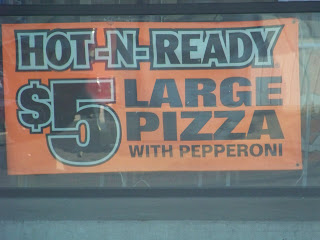 HOT-N-READY
$5 LARGE
PIZZA
WITH PEPPERONI